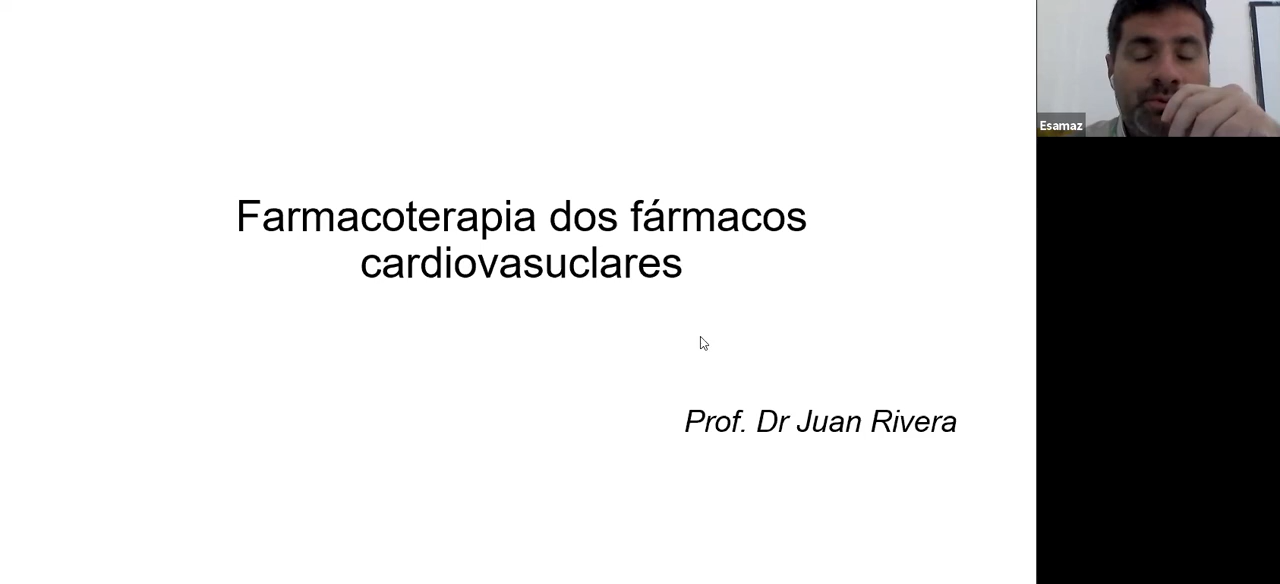 Farmacoterapia dos fármacos
cardiovasuclares
Prof. Dr Juan Rivera
Esamaz